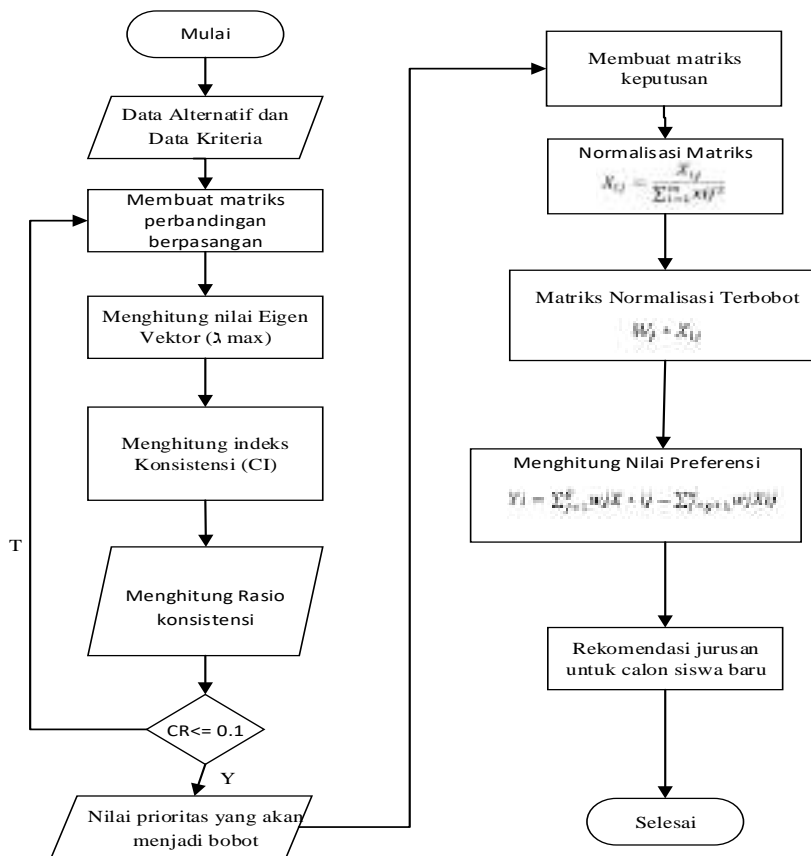 Mulai
Data Alternatif dan
Data Kriteria
Membuat matriks
perbandingan
berpasangan
Menghitung nilai Eigen
Vektor (λ max)
Menghitung indeks
Konsistensi (CI)
Menghitung Rasio
konsistensi
CR<= 0.1
T
Y
Nilai prioritas yang akan
menjadi bobot
Membuat matriks
keputusan
Normalisasi Matriks
Matriks Normalisasi Terbobot
Menghitung Nilai Preferensi
Rekomendasi jurusan
untuk calon siswa baru
Selesai